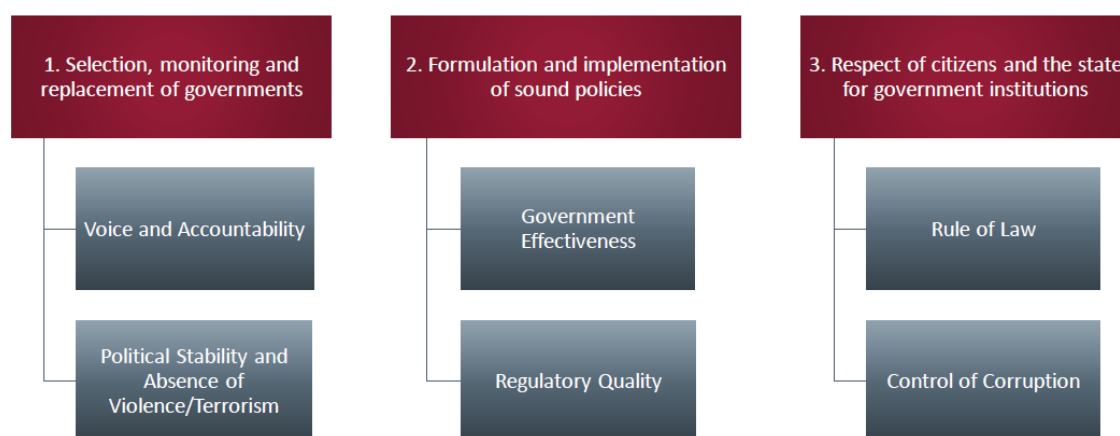 1. Selection, monitoring and
replacement of governments
Voice and Accountability
Political Stability and
Absence of
Violence/Terrorism
2. Formulation and implementation
of sound policies
Government
Effectiveness
Regulatory Quality
3. Respect of citizens and the state
for government institutions
Rule of Law
Control of Corruption